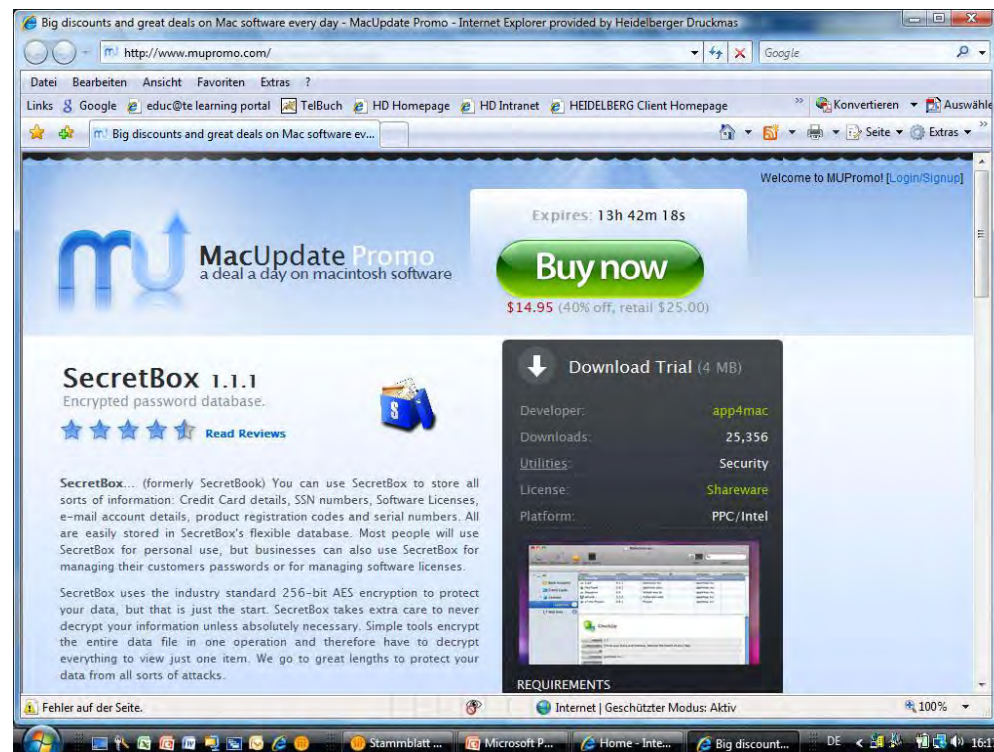 Big discounts and great deals on Mac software every day - MacUpdate Promo - Internet Explorer provided by Heidelberger Druckmas
http://www.mupromo.com/
Google
Datei Bearbeiten Ansicht Favoriten Extras ?
Links Google educ@te learning portal TelBuch HD Homepage HD Intranet HEIDELBERG Client Homepage » Konvertieren Auswähle
Big discounts and great deals on Mac software ev...
Seite Extras »
Welcome to MUPromo! [Login/Signup]
Expires: 13h 42m 18s
mu
MacUpdate Promo
a deal a day on macintosh software
Buy now
$14.95 (40% off, retail $25.00)
SecretBox 1.1.1
Encrypted password database.
Read Reviews
SecretBox... (formerly SecretBook) You can use SecretBox to store all
sorts of information: Credit Card details, SSN numbers, Software Licenses,
e-mail account details, product registration codes and serial numbers. All
are easily stored in SecretBox's flexible database. Most people will use
SecretBox for personal use, but businesses can also use SecretBox for
managing their customers passwords or for managing software licenses.
SecretBox uses the industry standard 256-bit AES encryption to protect
your data, but that is just the start. SecretBox takes extra care to never
decrypt your information unless absolutely necessary. Simple tools encrypt
the entire data file in one operation and therefore have to decrypt
everything to view just one item. We go to great lengths to protect your
data from all sorts of attacks.
S
Download Trial (4 MB)
Developer: app4mac
Downloads: 25,356
Utilities: Security
License: Shareware
Platform: PPC/Intel
REQUIREMENTS
Fehler auf der Seite.
Internet | Geschützter Modus: Aktiv
100%
Stammblatt ...
Microsoft P...
Home - Inte...
Big discount...
DE
16:1